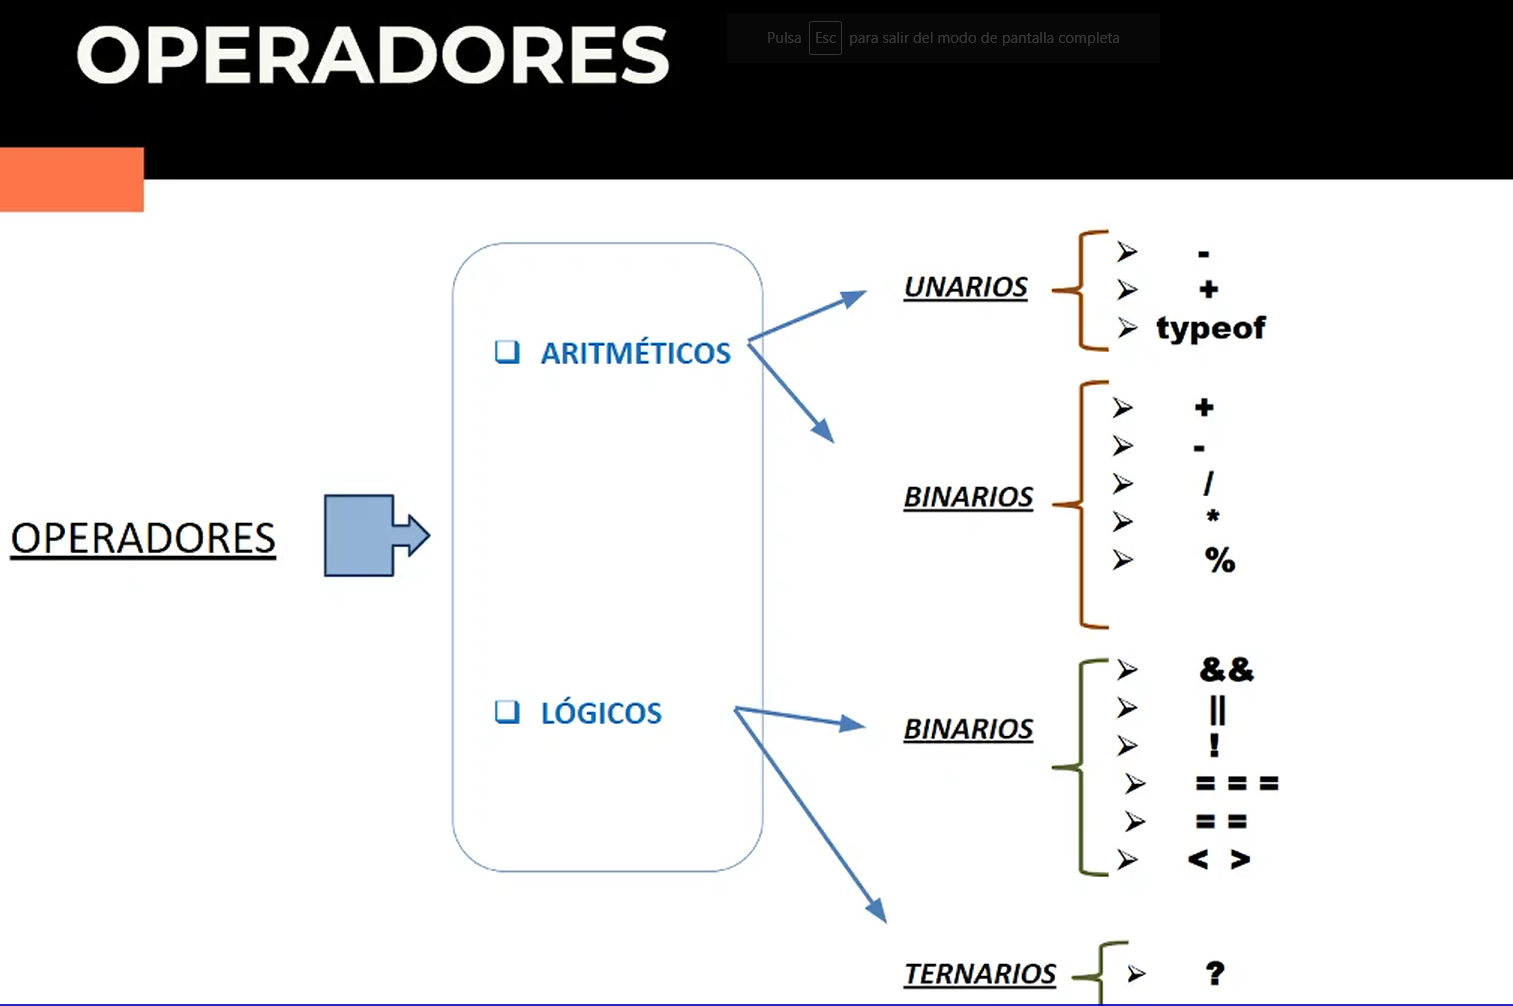 OPERADORES
Pulsa Esc para salir del modo de pantalla completa
OPERADORES
ARITMÉTICOS
LÓGICOS
UNARIOS
-
+
typeof
BINARIOS
+
-
/
*
%
BINARIOS
&&
||
!
= = =
= =
< >
TERNARIOS
?